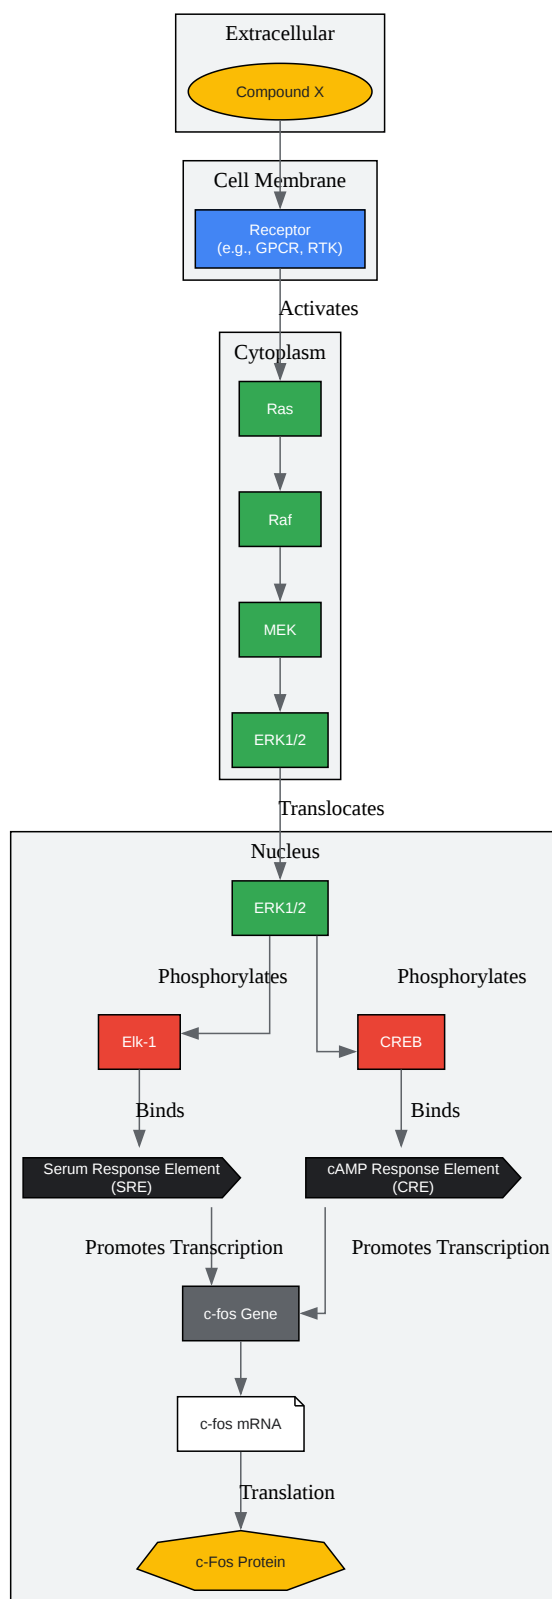 Extracellular
Compound X
Cell Membrane
Receptor
(e.g., GPCR, RTK)
Activates
Cytoplasm
Ras
Raf
MEK
ERK1/2
Translocates
Nucleus
ERK1/2
Phosphorylates
Phosphorylates
Elk-1
CREB
Binds
Binds
Serum Response Element
(SRE)
cAMP Response Element
(CRE)
Promotes Transcription
Promotes Transcription
c-fos Gene
c-fos mRNA
Translation
c-Fos Protein